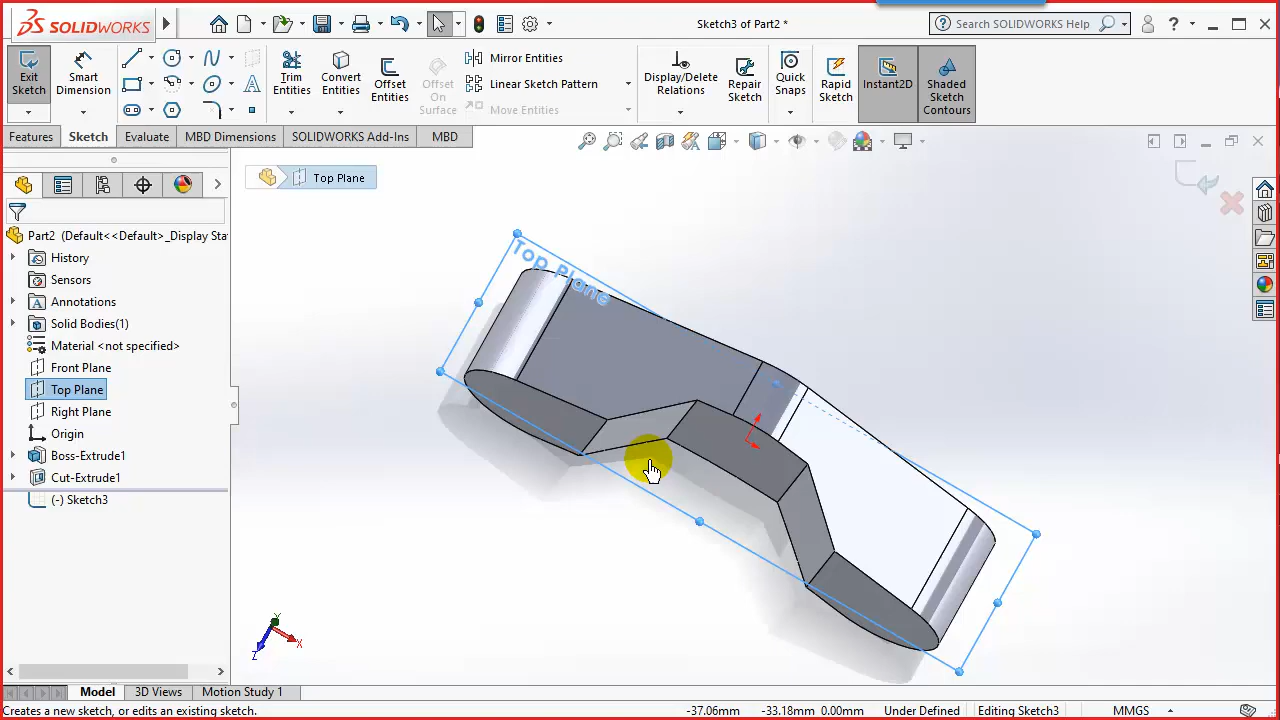 SOLIDWORKS
Sketch3 of Part2 *
Search SOLIDWORKS Help
?
Exit Sketch
Smart Dimension
Trim Entities
Convert Entities
Offset Entities
Offset On Surface
Mirror Entities
Linear Sketch Pattern
Move Entities
Display/Delete Relations
Repair Sketch
Quick Snaps
Rapid Sketch
Instant2D
Shaded Sketch Contours
Features
Sketch
Evaluate
MBD Dimensions
SOLIDWORKS Add-Ins
MBD
Top Plane
Part2 (Default<<Default>_Display Sta
History
Sensors
Annotations
Solid Bodies(1)
Material <not specified>
Front Plane
Top Plane
Right Plane
Origin
Boss-Extrude1
Cut-Extrude1
(-) Sketch3
Top Plane
Y
X
Z
Model
3D Views
Motion Study 1
Creates a new sketch, or edits an existing sketch.
-37.06mm
-33.18mm
0.00mm
Under Defined
Editing Sketch3
MMGS